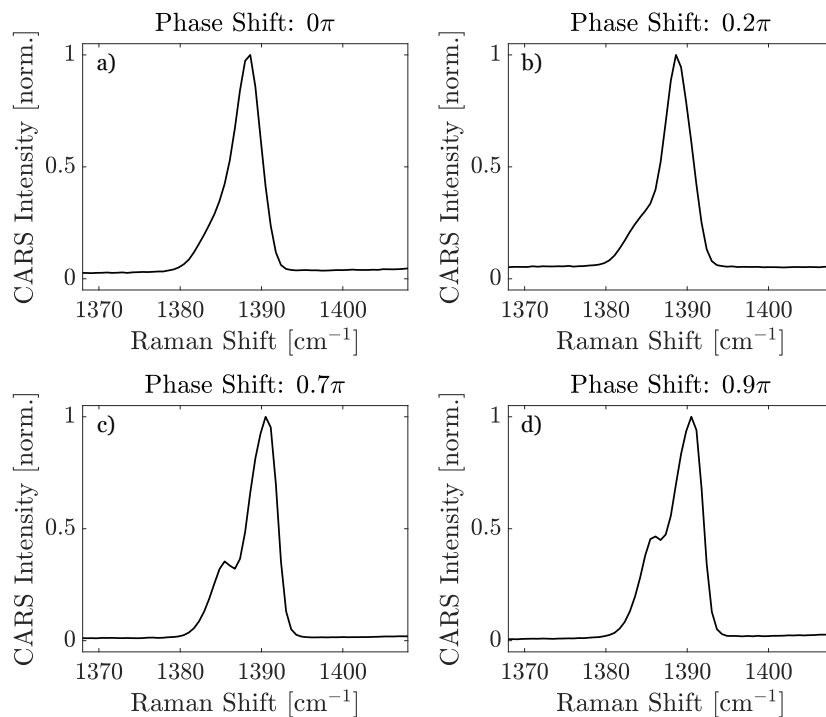 Phase Shift: 0π
Phase Shift: 0.2π
CARS Intensity [norm.]
1
0.5
0
a)
1370 1380 1390 1400
Raman Shift [cm⁻¹]
CARS Intensity [norm.]
1
0.5
0
b)
1370 1380 1390 1400
Raman Shift [cm⁻¹]
Phase Shift: 0.7π
Phase Shift: 0.9π
CARS Intensity [norm.]
1
0.5
0
c)
1370 1380 1390 1400
Raman Shift [cm⁻¹]
CARS Intensity [norm.]
1
0.5
0
d)
1370 1380 1390 1400
Raman Shift [cm⁻¹]